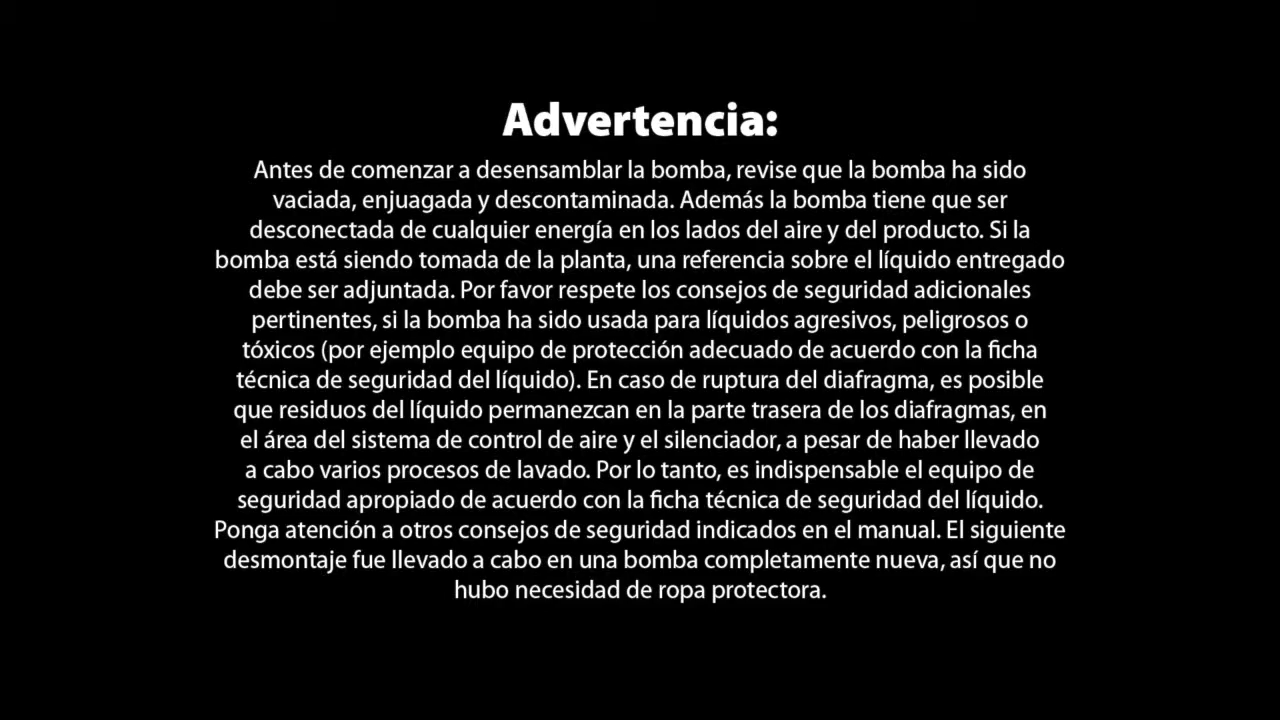 Advertencia:
Antes de comenzar a desensamblar la bomba, revise que la bomba ha sido
vaciada, enjuagada y descontaminada. Además la bomba tiene que ser
desconectada de cualquier energía en los lados del aire y del producto. Si la
bomba está siendo tomada de la planta, una referencia sobre el líquido entregado
debe ser adjuntada. Por favor respete los consejos de seguridad adicionales
pertinentes, si la bomba ha sido usada para líquidos agresivos, peligrosos o
tóxicos (por ejemplo equipo de protección adecuado de acuerdo con la ficha
técnica de seguridad del líquido). En caso de ruptura del diafragma, es posible
que residuos del líquido permanezcan en la parte trasera de los diafragmas, en
el área del sistema de control de aire y el silenciador, a pesar de haber llevado
a cabo varios procesos de lavado. Por lo tanto, es indispensable el equipo de
seguridad apropiado de acuerdo con la ficha técnica de seguridad del líquido.
Ponga atención a otros consejos de seguridad indicados en el manual. El siguiente
desmontaje fue llevado a cabo en una bomba completamente nueva, así que no
hubo necesidad de ropa protectora.